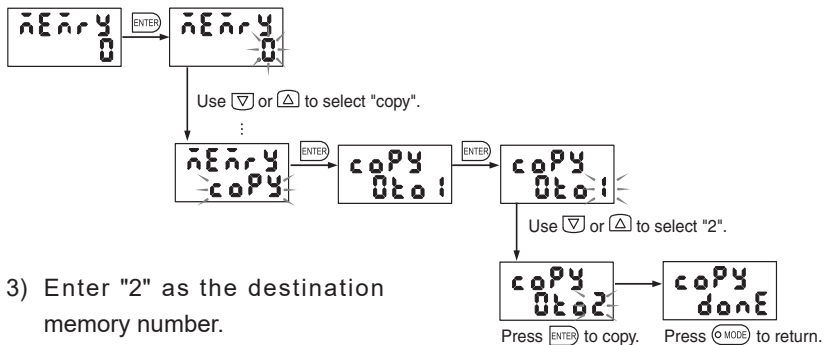 mEmry
0
ENTER
mEmry
0
Use ▽ or △ to select "copy".
⋮
mEmry
coPy
ENTER
coPy
0to1
ENTER
coPy
0to1
Use ▽ or △ to select "2".
coPy
0to2
coPy
donE
3) Enter "2" as the destination
memory number.
Press ENTER to copy.
Press MODE to return.